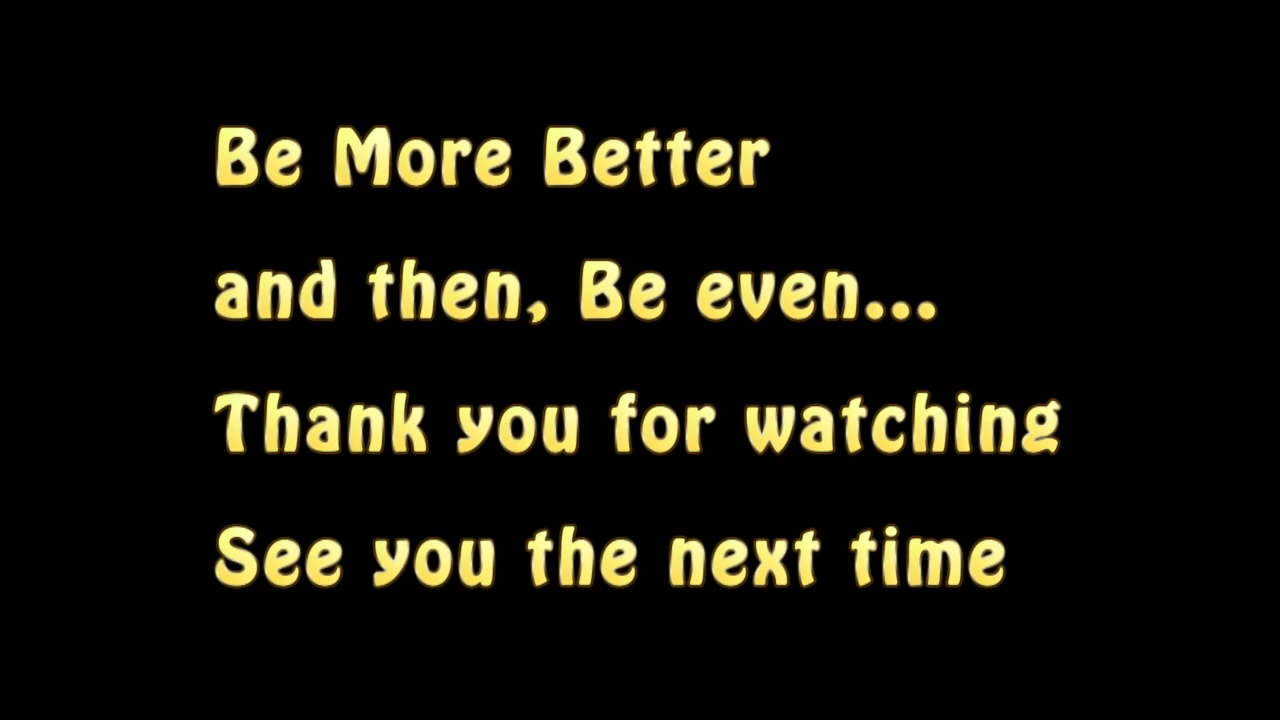 Be More Better
and then, Be even...
Thank you for watching
See you the next time